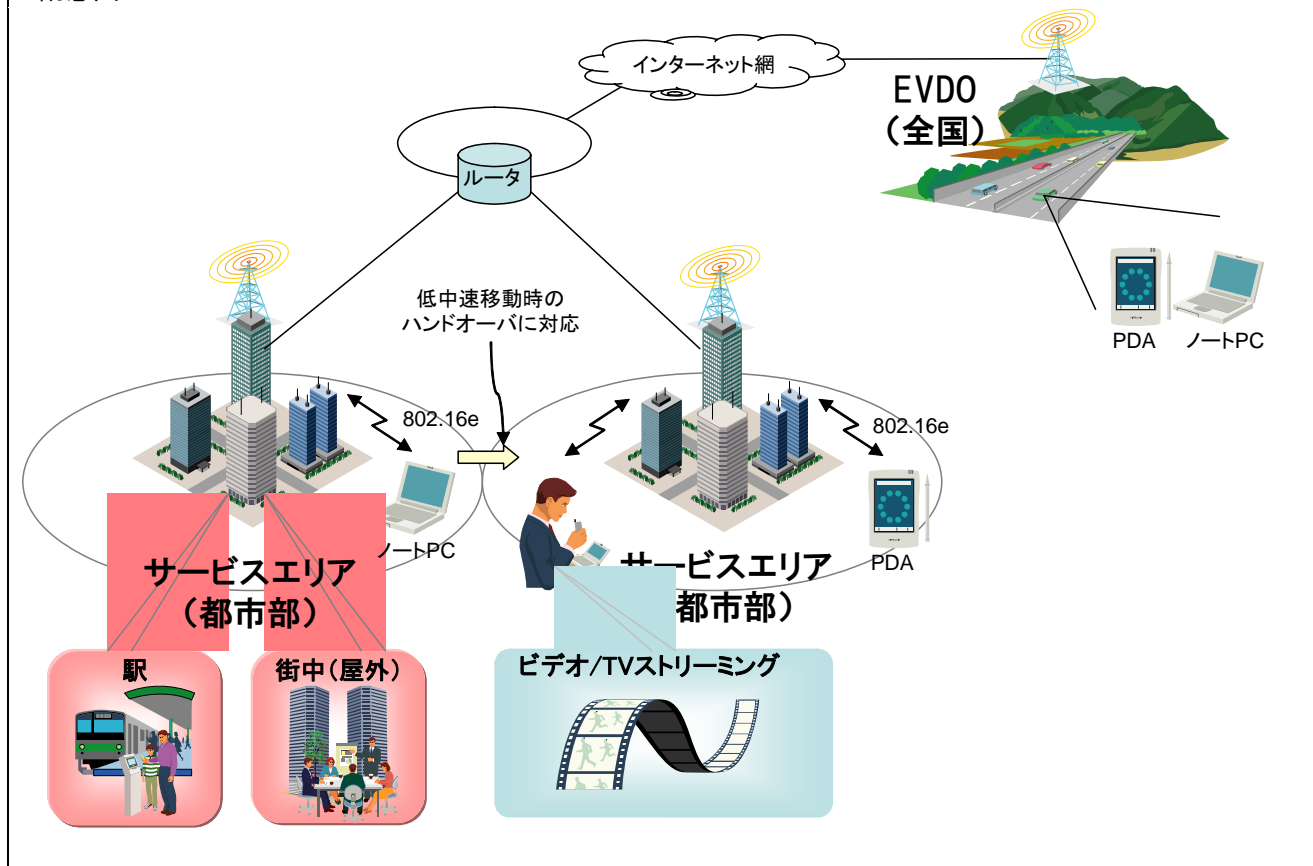 インターネット網
EVDO
（全国）
ルータ
低中速移動時の
ハンドオーバに対応
PDA
ノートPC
802.16e
802.16e
ノートPC
PDA
サービスエリア
（都市部）
サービスエリア
都市部）
駅
街中（屋外）
ビデオ/TVストリーミング